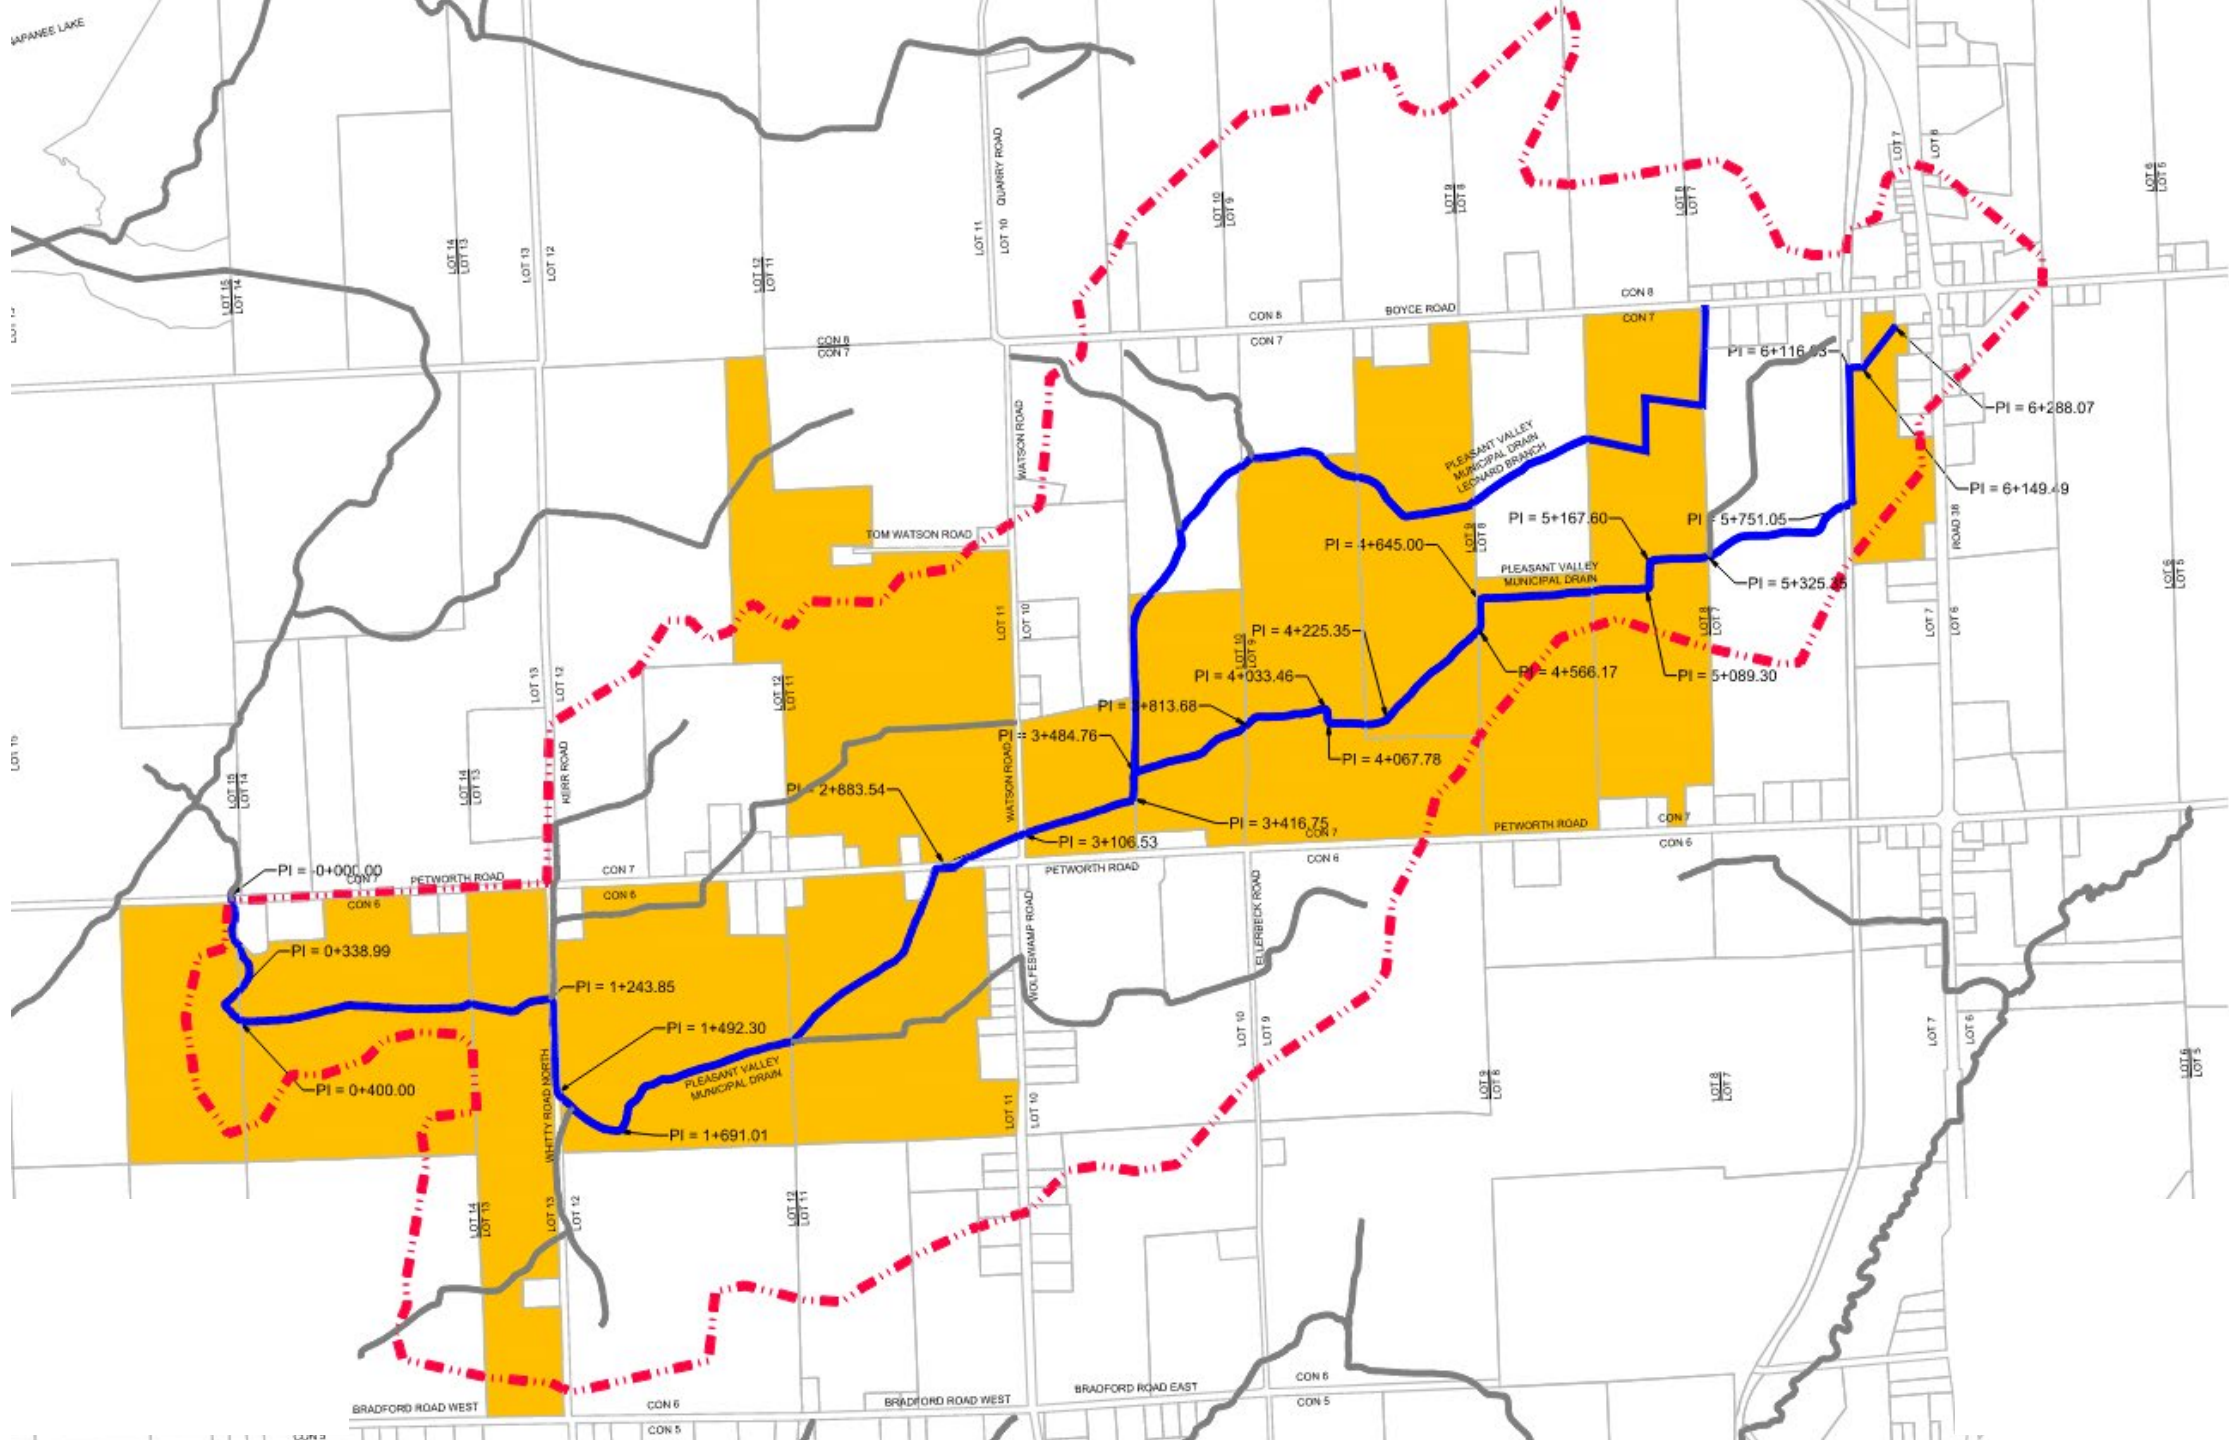 APANEE LAKE
QUARRY ROAD
LOT 7
LOT 6
LOT 6
LOT 5
LOT 10
LOT 9
LOT 9
LOT 8
LOT 8
LOT 7
LOT 14
LOT 13
LOT 13
LOT 12
LOT 12
LOT 11
LOT 11
LOT 10
LOT 15
LOT 14
CON 8
CON 8
BOYCE ROAD
CON 7
CON 7
CON 8
CON 7
PI = 6+116.
PI = 6+288.07
WATSON ROAD
PLEASANT VALLEY
MUNICIPAL DRAIN
LEONARD BRANCH
PI = 6+149.49
PI = 5+167.60
PI = 5+751.05
TOM WATSON ROAD
PI = 4+645.00
LOT 9
LOT 8
ROAD 38
PLEASANT VALLEY
MUNICIPAL DRAIN
PI = 5+325.
LOT 6
LOT 5
LOT 11
LOT 10
LOT 10
LOT 9
PI = 4+225.35
LOT 8
LOT 7
LOT 7
LOT 6
PI = 4+033.46
PI = 4+566.17
PI = 5+089.30
LOT 13
LOT 12
LOT 12
LOT 11
PI = 3+813.68
PI = 3+484.76
PI = 4+067.78
LOT 15
LOT 14
LOT 14
LOT 13
KERR ROAD
WATSON ROAD
PI = 2+883.54
PI = 3+416.75
CON 7
PETWORTH ROAD
CON 7
CON 6
PI = 3+106.53
CON 6
PI = -0+000.00
CON 7
PETWORTH ROAD
CON 7
PETWORTH ROAD
CON 6
CON 6
WOLFESWAMP ROAD
ELLERBECK ROAD
PI = 0+338.99
PI = 1+243.85
PI = 1+492.30
LOT 10
LOT 9
LOT 7
LOT 6
PLEASANT VALLEY
MUNICIPAL DRAIN
PI = 0+400.00
WHITTY ROAD NORTH
LOT 11
LOT 10
LOT 9
LOT 8
LOT 8
LOT 7
LOT 6
LOT 5
PI = 1+691.01
LOT 14
LOT 13
LOT 13
LOT 12
LOT 12
LOT 11
CON 6
BRADFORD ROAD EAST
CON 5
BRADFORD ROAD WEST
CON 6
BRADFORD ROAD WEST
CON 5